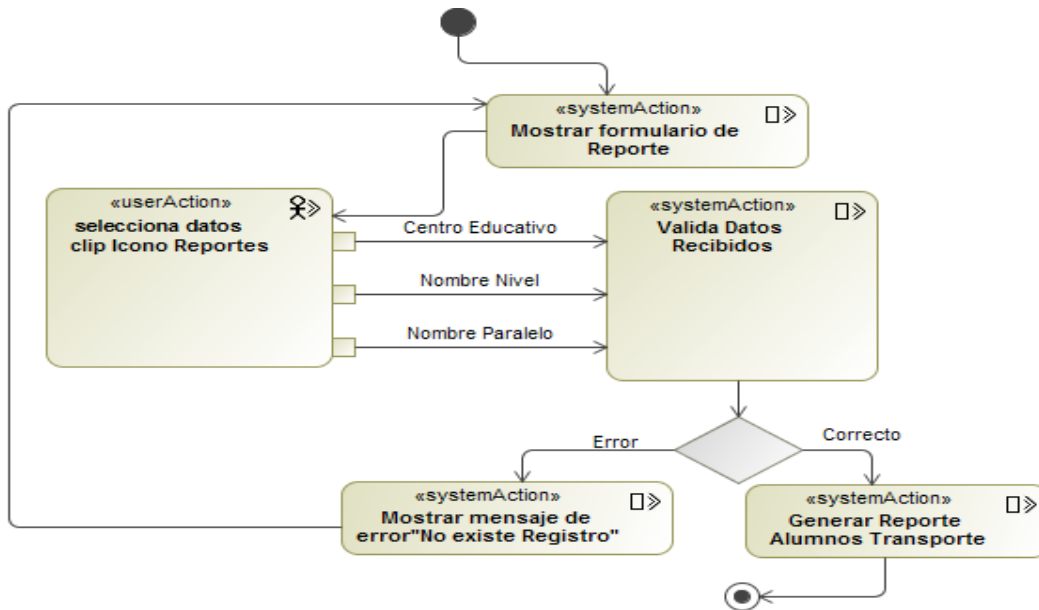 «systemAction»
Mostrar formulario de
Reporte
«userAction»
selecciona datos
clip Icono Reportes
Centro Educativo
Nombre Nivel
Nombre Paralelo
«systemAction»
Valida Datos
Recibidos
Error
Correcto
«systemAction»
Mostrar mensaje de
error"No existe Registro"
«systemAction»
Generar Reporte
Alumnos Transporte